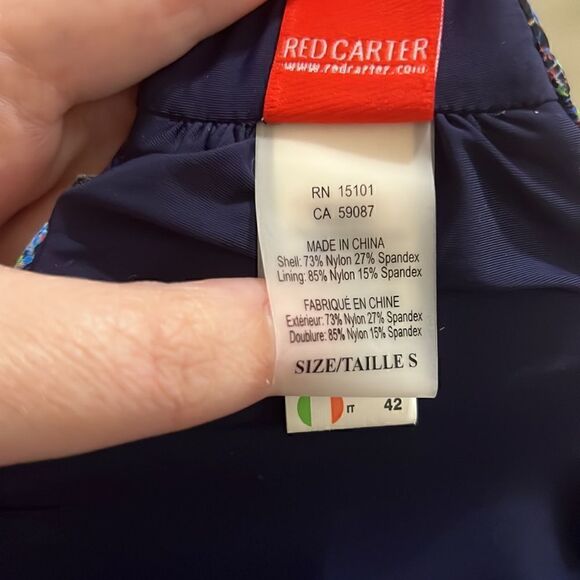 RED CARTER
www.redcarter.com
RN 15101
CA 59087
MADE IN CHINA
Shell: 73% Nylon 27% Spandex
Lining: 85% Nylon 15% Spandex
FABRIQUÉ EN CHINE
Extérieur: 73% Nylon 27% Spandex
Doublure: 85% Nylon 15% Spandex
SIZE/TAILLE S
IT 42